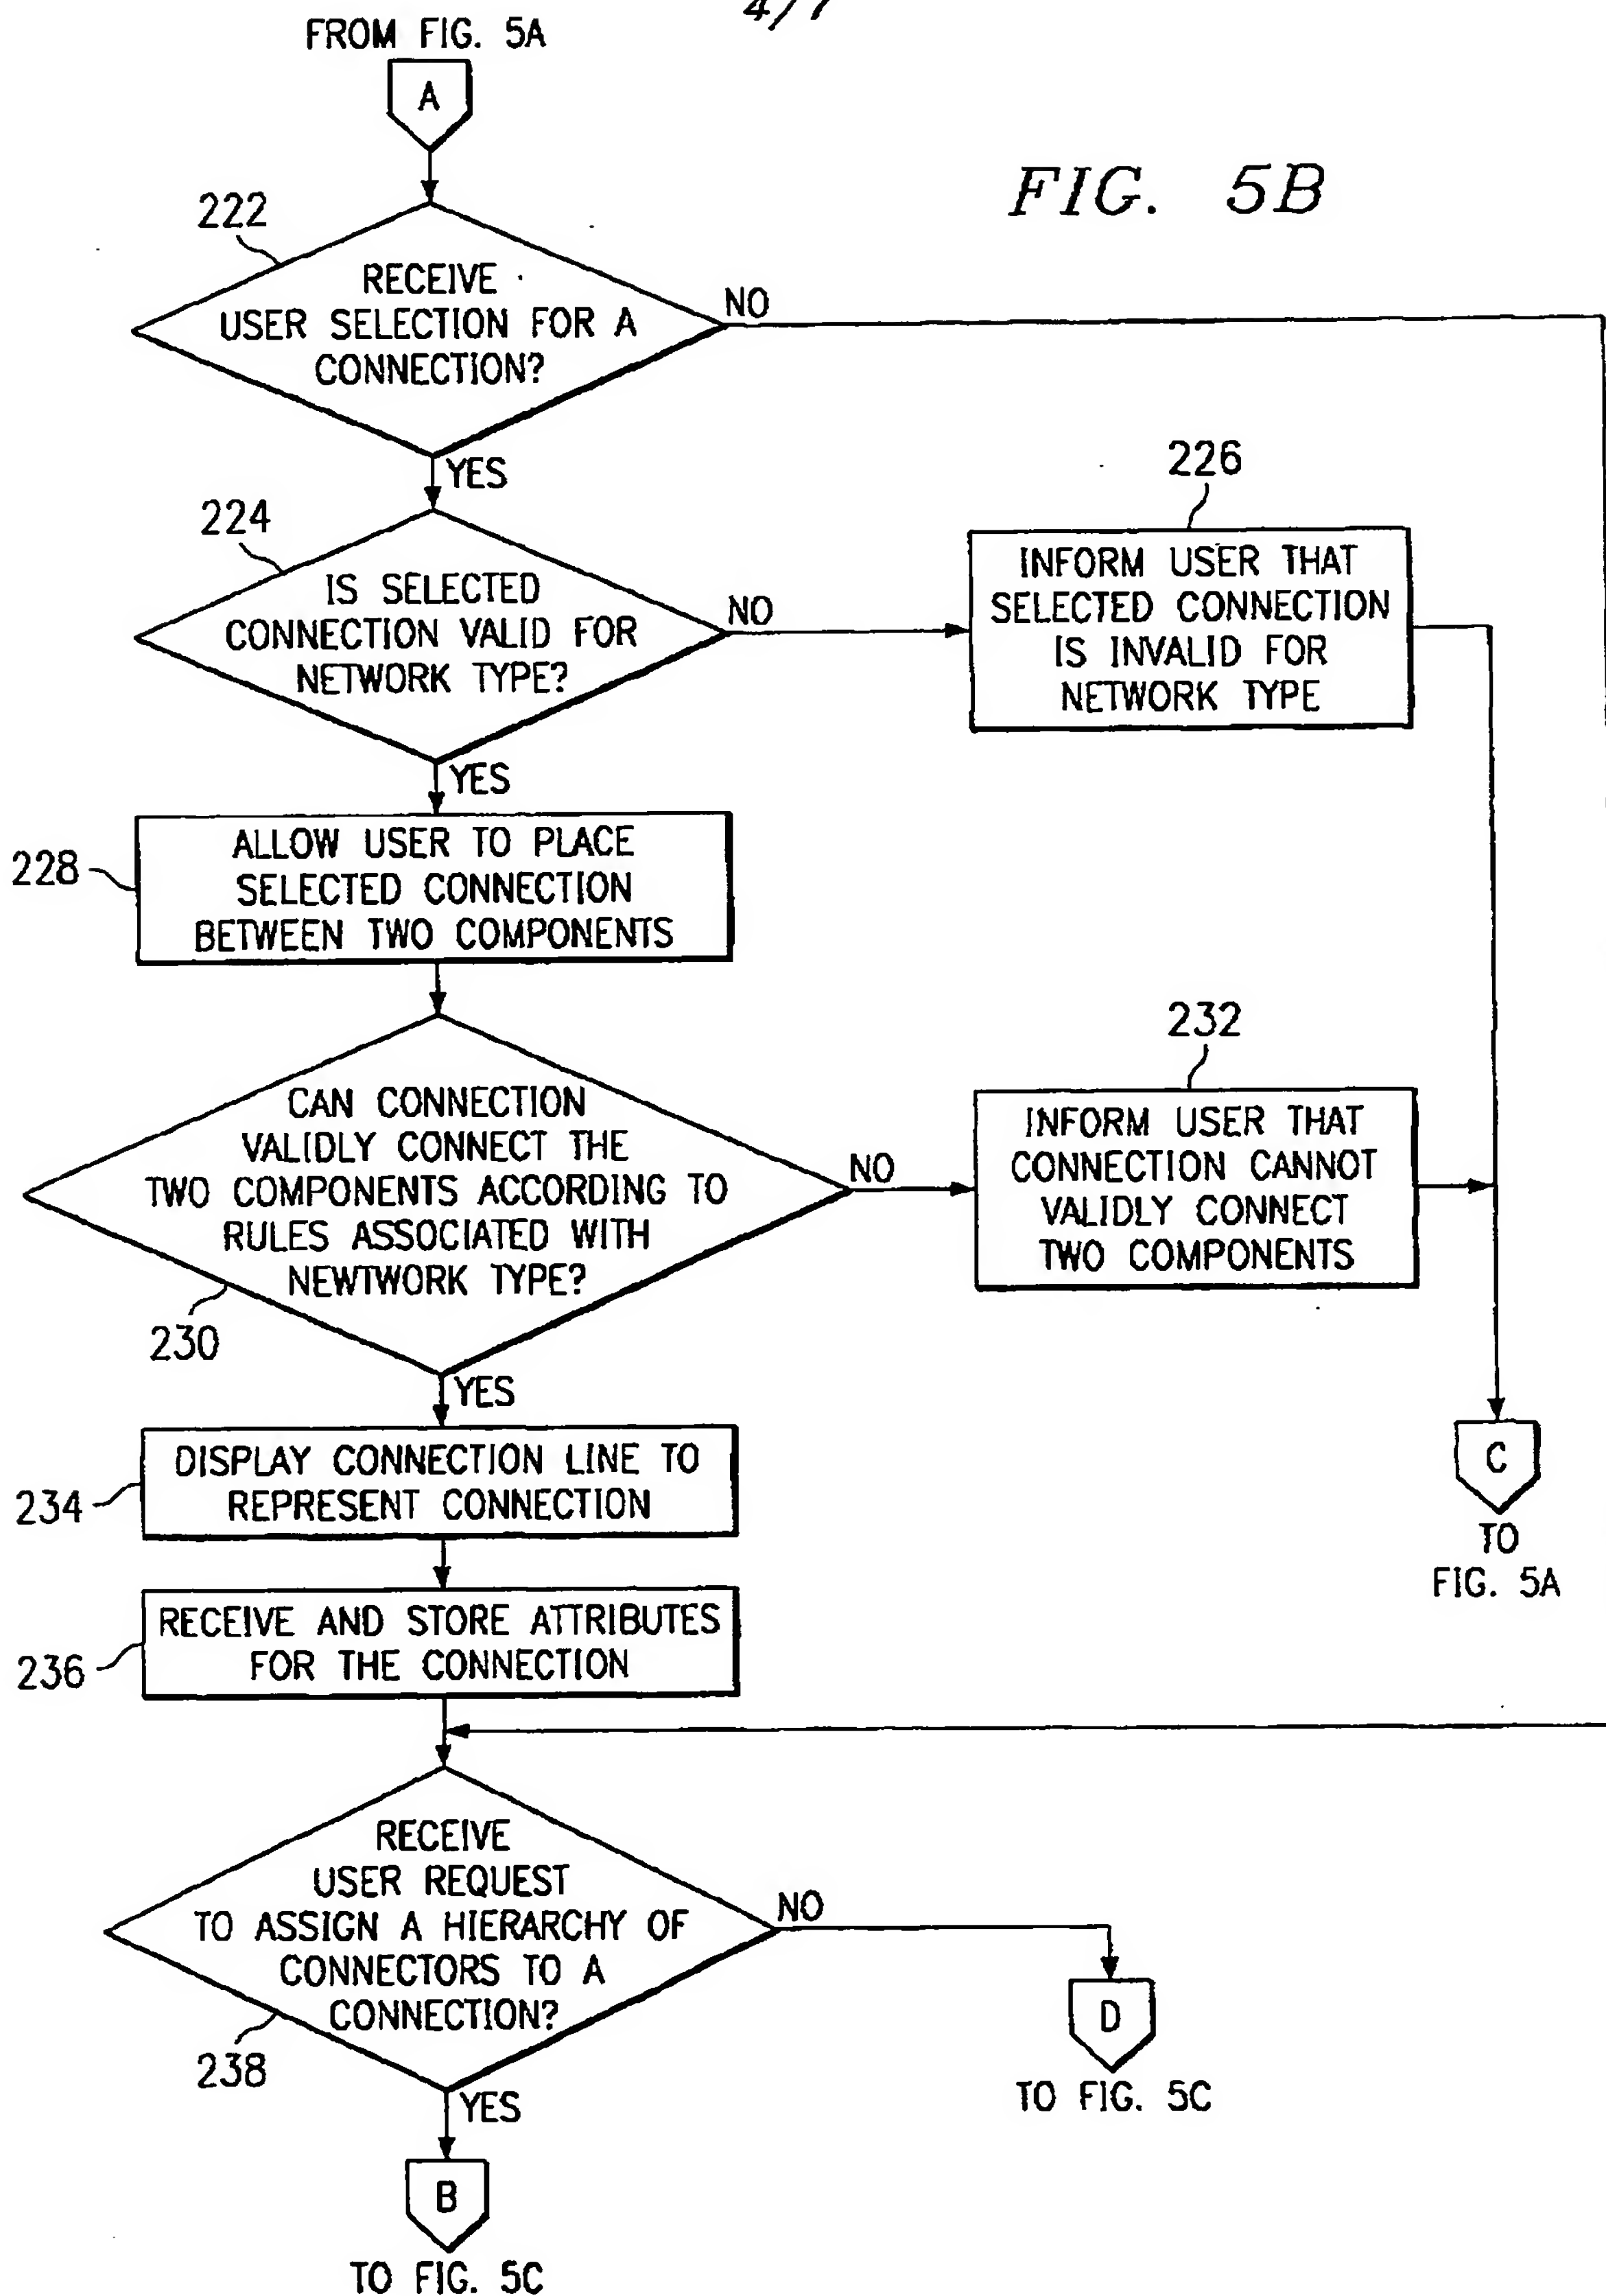 4/7
FROM FIG. 5A
A
FIG. 5B
222
RECEIVE
USER SELECTION FOR A
CONNECTION?
NO
YES
224
IS SELECTED
CONNECTION VALID FOR
NETWORK TYPE?
NO
226
INFORM USER THAT
SELECTED CONNECTION
IS INVALID FOR
NETWORK TYPE
YES
228
ALLOW USER TO PLACE
SELECTED CONNECTION
BETWEEN TWO COMPONENTS
CAN CONNECTION
VALIDLY CONNECT THE
TWO COMPONENTS ACCORDING TO
RULES ASSOCIATED WITH
NEWTWORK TYPE?
230
NO
232
INFORM USER THAT
CONNECTION CANNOT
VALIDLY CONNECT
TWO COMPONENTS
YES
C
TO
FIG. 5A
234
DISPLAY CONNECTION LINE TO
REPRESENT CONNECTION
236
RECEIVE AND STORE ATTRIBUTES
FOR THE CONNECTION
RECEIVE
USER REQUEST
TO ASSIGN A HIERARCHY OF
CONNECTORS TO A
CONNECTION?
238
NO
D
TO FIG. 5C
YES
B
TO FIG. 5C